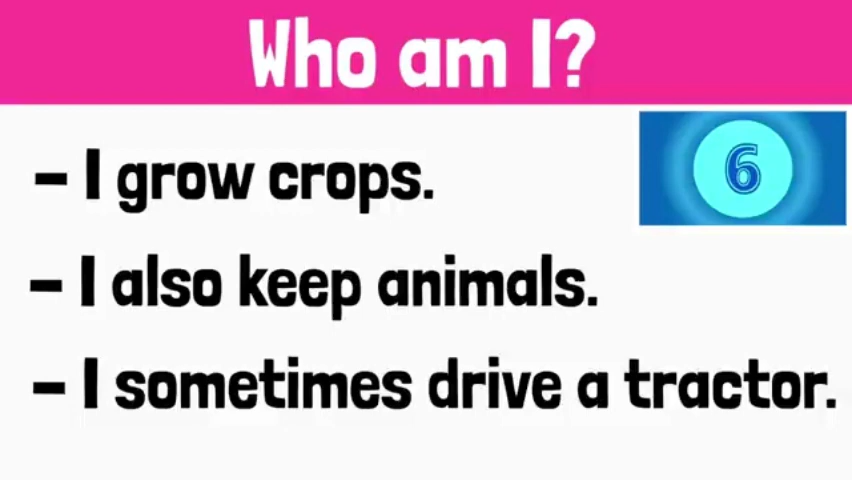 Who am I?
6
– I grow crops.
– I also keep animals.
– I sometimes drive a tractor.